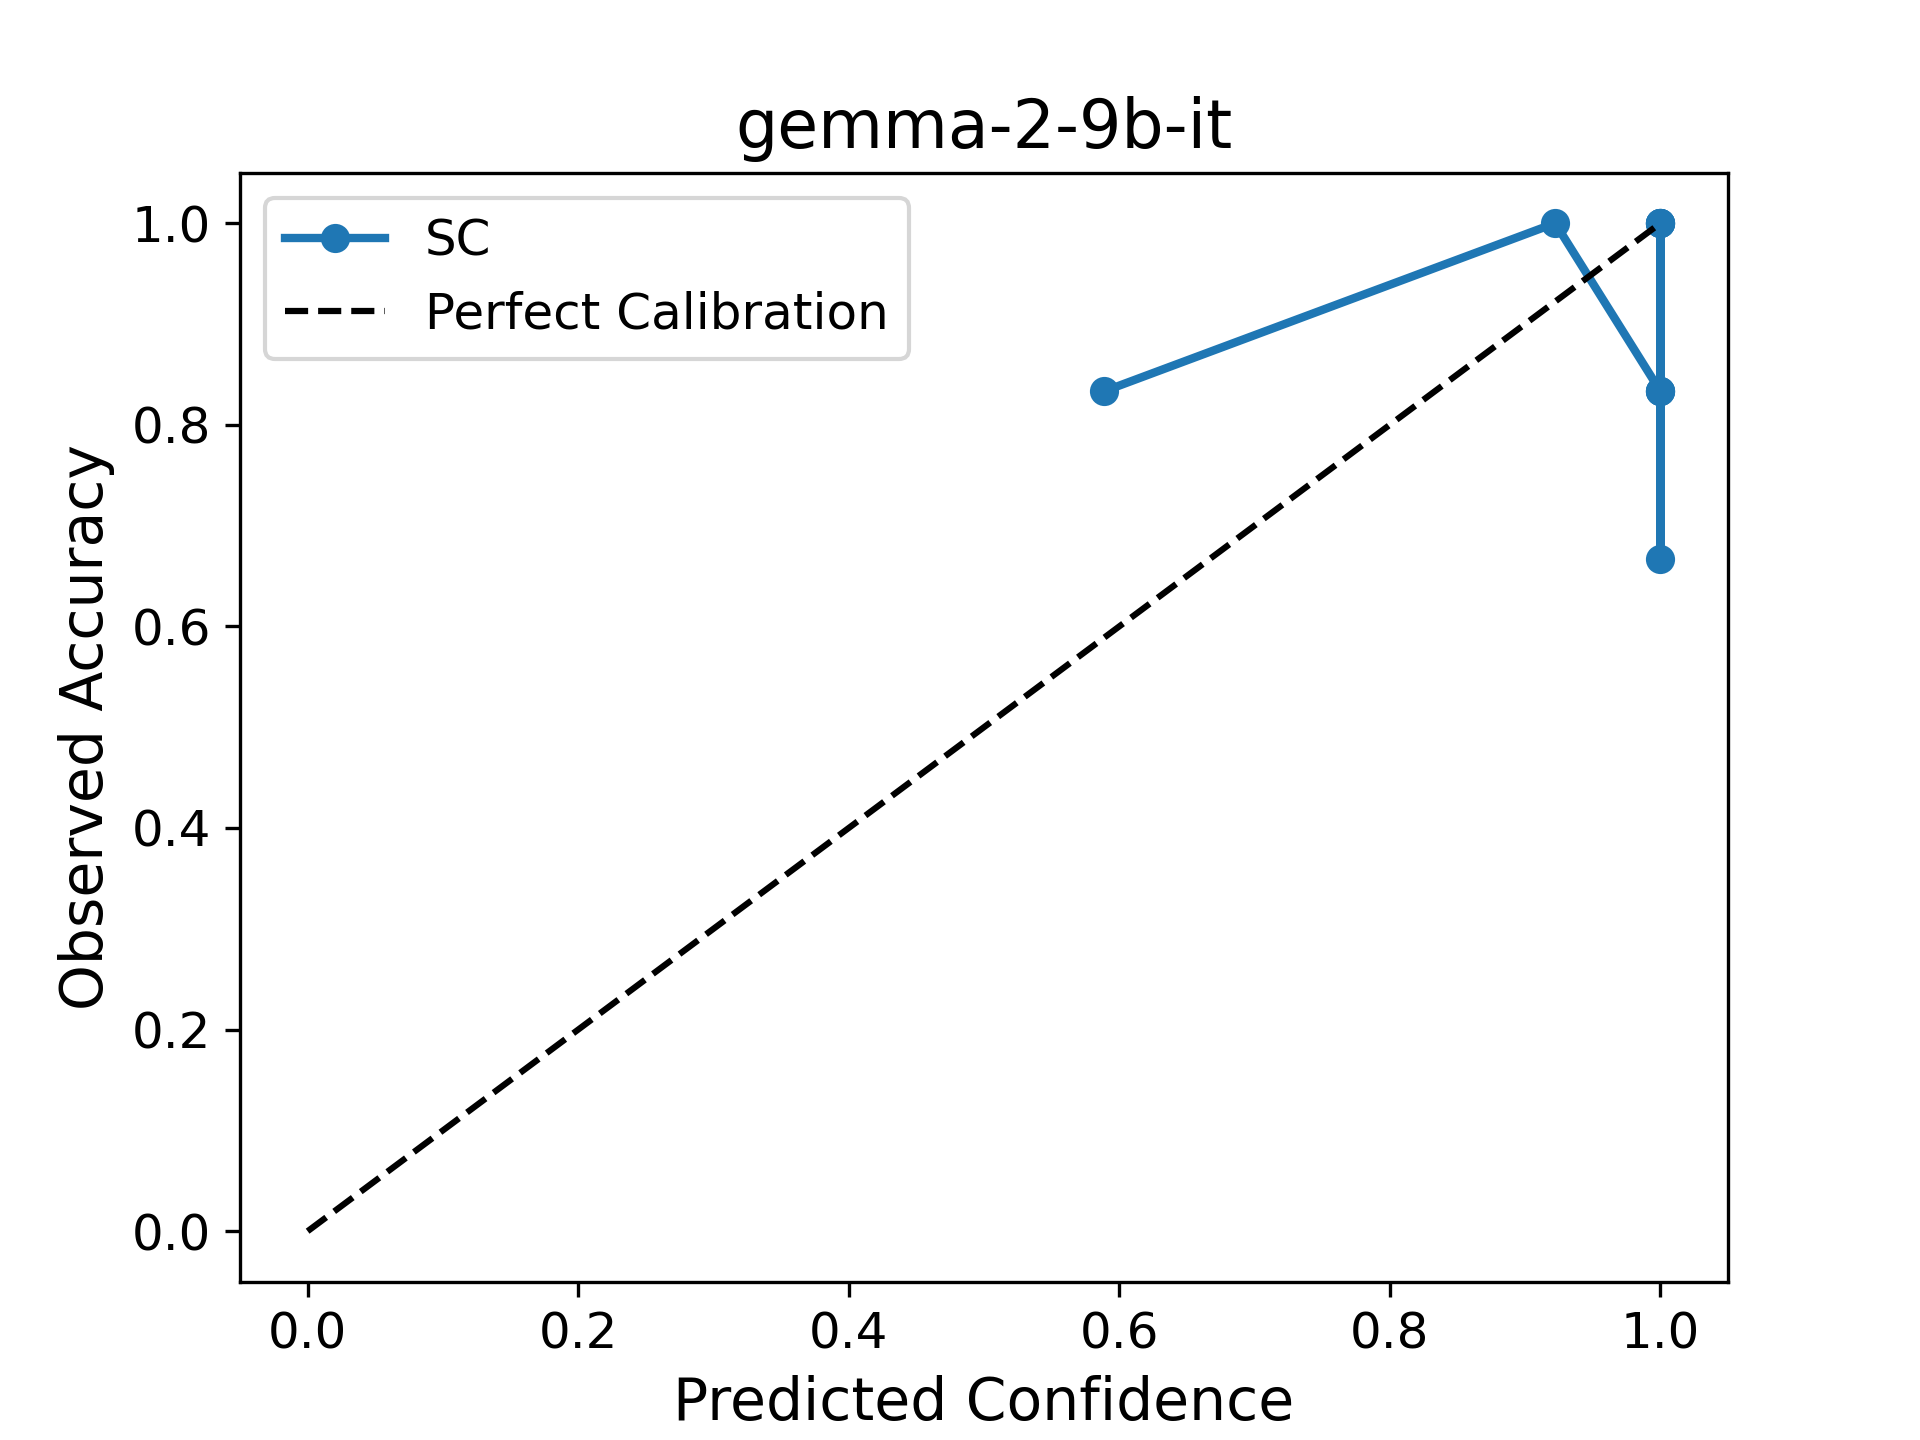 gemma-2-9b-it
SC
Perfect Calibration
1.0
0.8
0.6
0.4
0.2
0.0
Observed Accuracy
0.0 0.2 0.4 0.6 0.8 1.0
Predicted Confidence